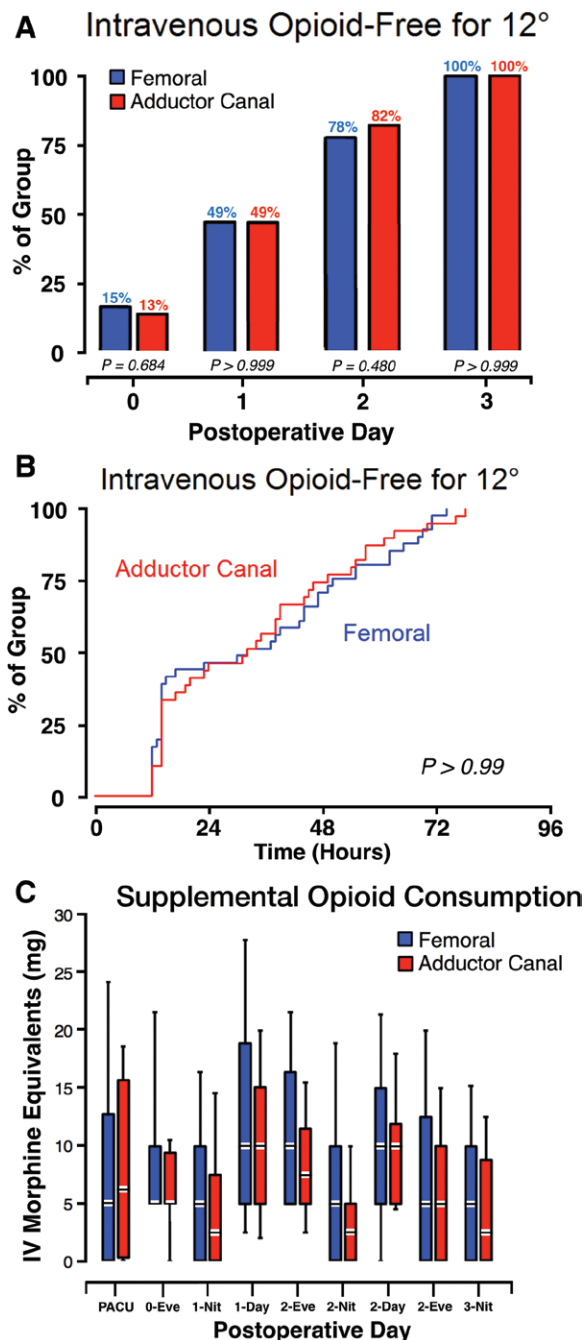 A
Intravenous Opioid-Free for 12°
100
75
50
25
0
% of Group
Femoral
Adductor Canal
15%
13%
49%
49%
78%
82%
100%
100%
P = 0.684
P > 0.999
P = 0.480
P > 0.999
0
1
2
3
Postoperative Day
B
Intravenous Opioid-Free for 12°
100
75
50
25
0
% of Group
Adductor Canal
Femoral
P > 0.99
0
24
48
72
96
Time (Hours)
C
Supplemental Opioid Consumption
30
25
20
15
10
5
0
IV Morphine Equivalents (mg)
Femoral
Adductor Canal
PACU
0-Eve
1-Nit
1-Day
2-Eve
2-Nit
2-Day
2-Eve
3-Nit
Postoperative Day